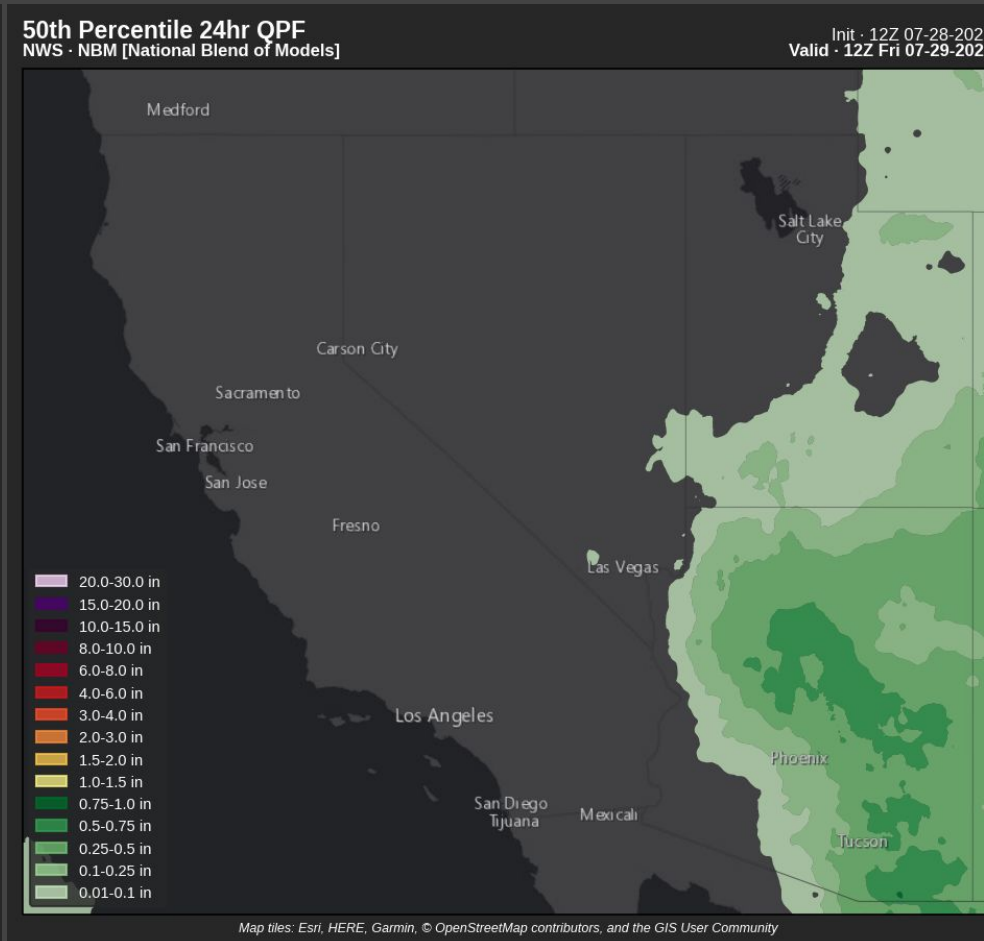 50th Percentile 24hr QPF
NWS · NBM [National Blend of Models]
Init · 12Z 07-28-202
Valid · 12Z Fri 07-29-202
Medford
Salt Lake
City
Carson City
Sacramento
San Francisco
San Jose
Fresno
Las Vegas
Los Angeles
Phoenix
San Diego
Tijuana
Mexicali
Tucson
20.0-30.0 in
15.0-20.0 in
10.0-15.0 in
8.0-10.0 in
6.0-8.0 in
4.0-6.0 in
3.0-4.0 in
2.0-3.0 in
1.5-2.0 in
1.0-1.5 in
0.75-1.0 in
0.5-0.75 in
0.25-0.5 in
0.1-0.25 in
0.01-0.1 in
Map tiles: Esri, HERE, Garmin, © OpenStreetMap contributors, and the GIS User Community